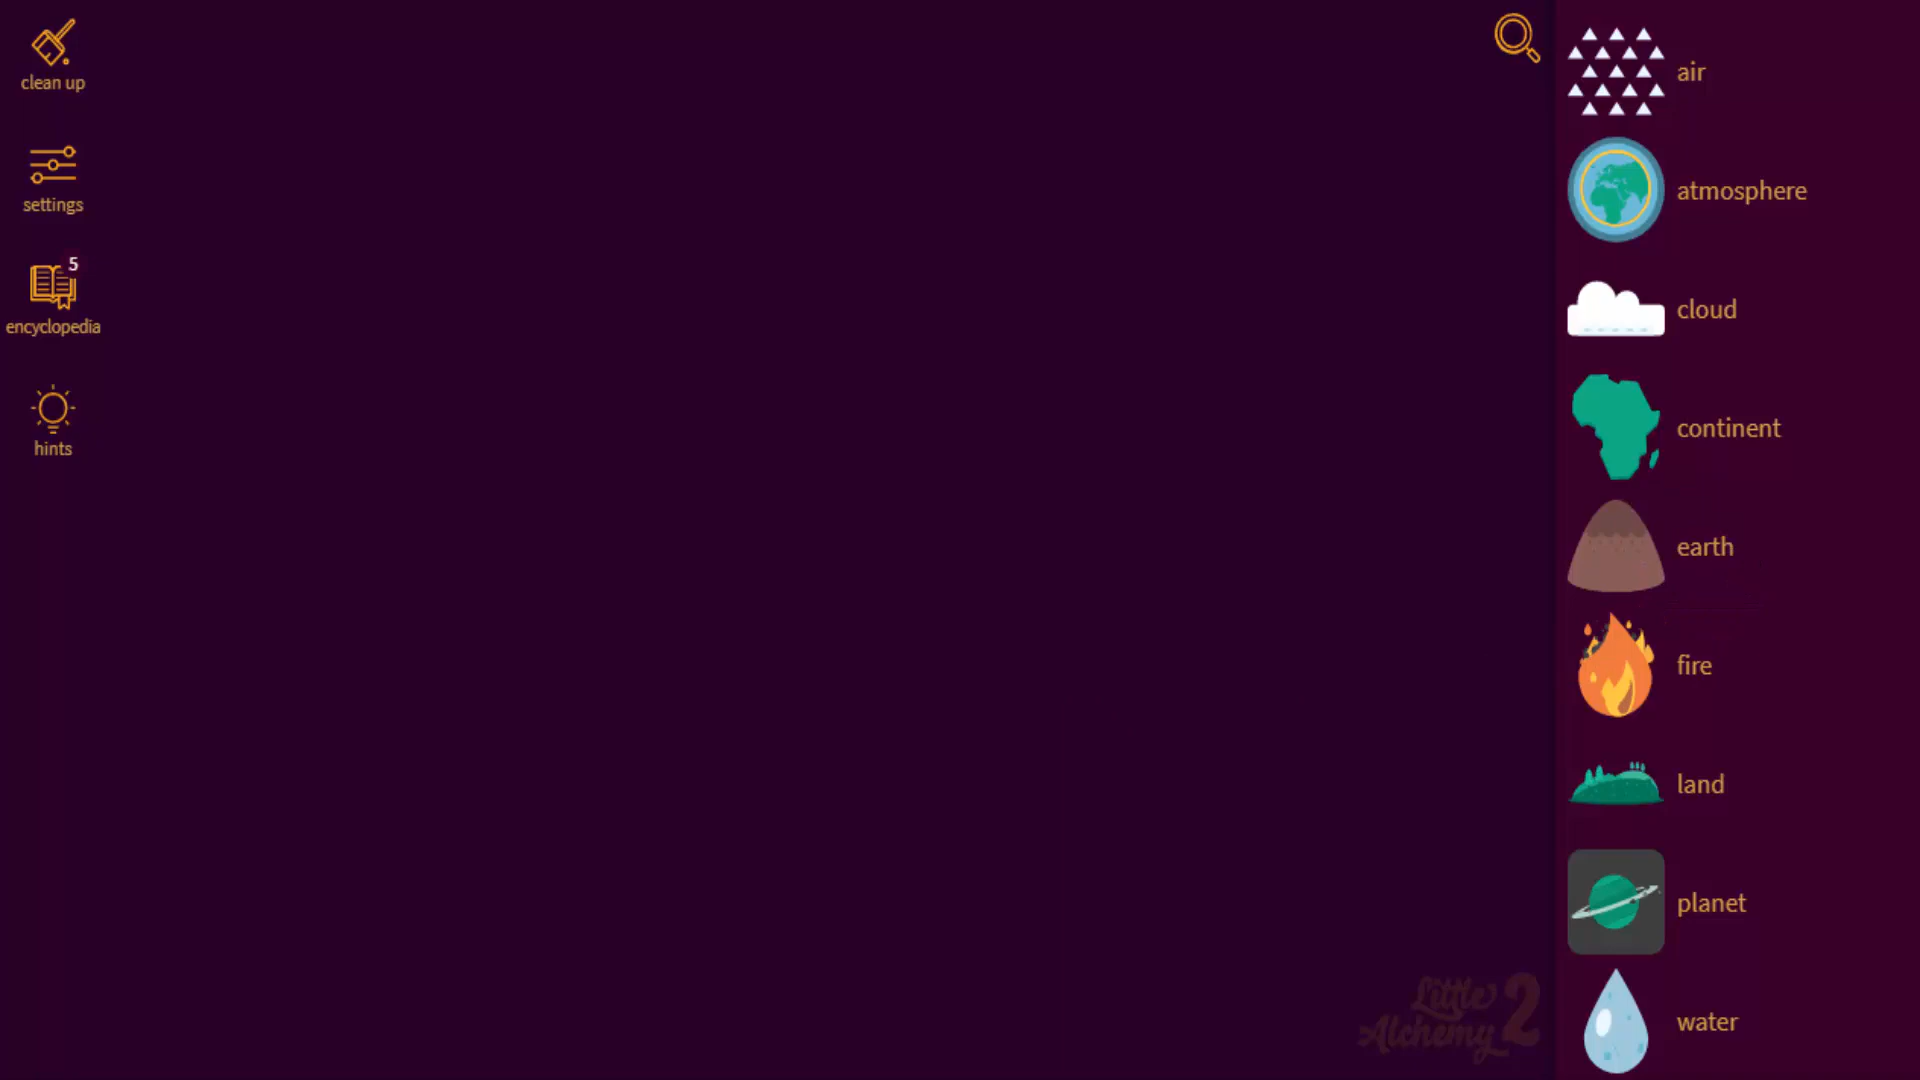 clean up
settings
5
encyclopedia
hints
air
atmosphere
cloud
continent
earth
fire
land
planet
water
Little
Alchemy 2